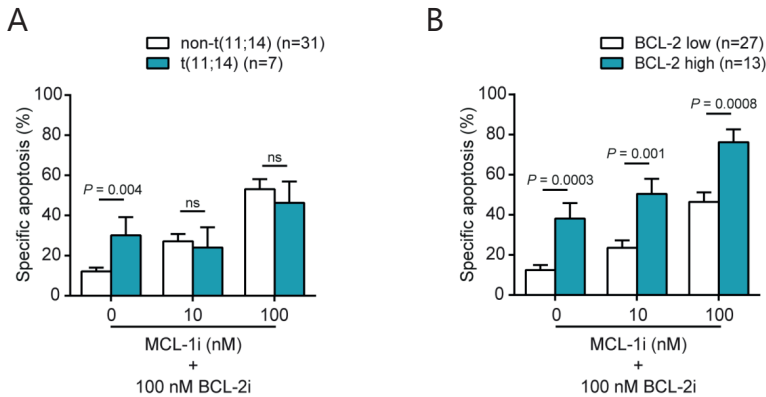 A
non-t(11;14) (n=31)
t(11;14) (n=7)
Specific apoptosis (%)
100
80
60
40
20
0
P = 0.004
ns
ns
0
10
100
MCL-1i (nM)
+
100 nM BCL-2i
B
BCL-2 low (n=27)
BCL-2 high (n=13)
Specific apoptosis (%)
100
80
60
40
20
0
P = 0.0003
P = 0.001
P = 0.0008
0
10
100
MCL-1i (nM)
+
100 nM BCL-2i